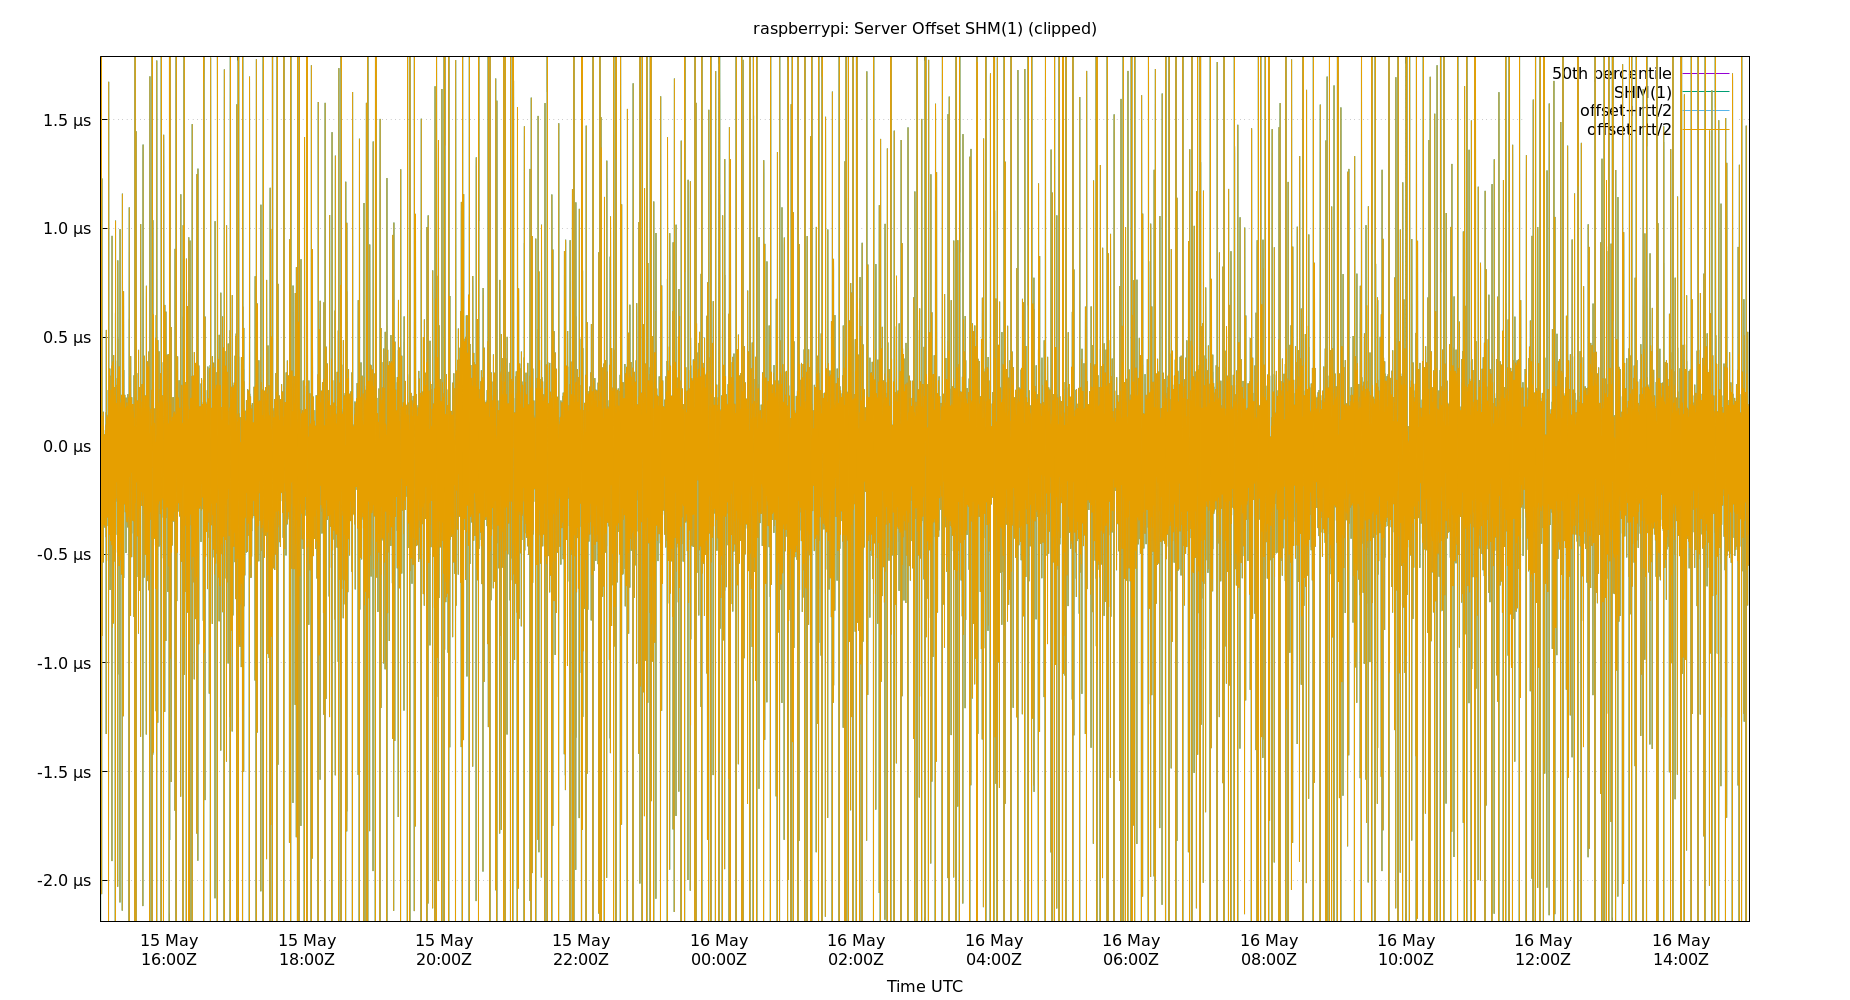 raspberrypi: Server Offset SHM(1) (clipped)
50th percentile
SHM(1)
offset+rtt/2
offset-rtt/2
1.5 µs
1.0 µs
0.5 µs
0.0 µs
-0.5 µs
-1.0 µs
-1.5 µs
-2.0 µs
15 May 15 May 15 May 15 May 16 May 16 May 16 May 16 May 16 May 16 May 16 May 16 May
16:00Z 18:00Z 20:00Z 22:00Z 00:00Z 02:00Z 04:00Z 06:00Z 08:00Z 10:00Z 12:00Z 14:00Z
Time UTC